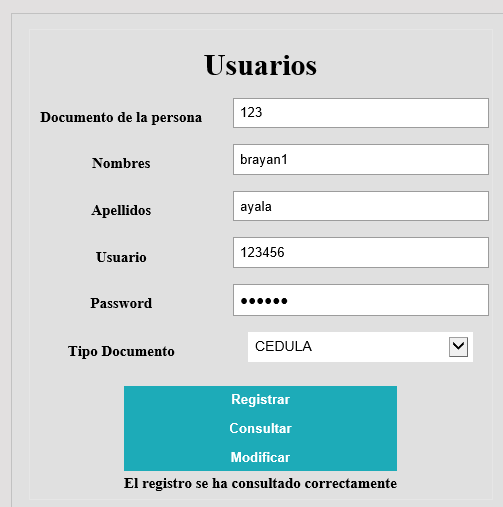 Usuarios
Documento de la persona 123
Nombres brayan1
Apellidos ayala
Usuario 123456
Password ••••••
Tipo Documento CEDULA
Registrar
Consultar
Modificar
El registro se ha consultado correctamente